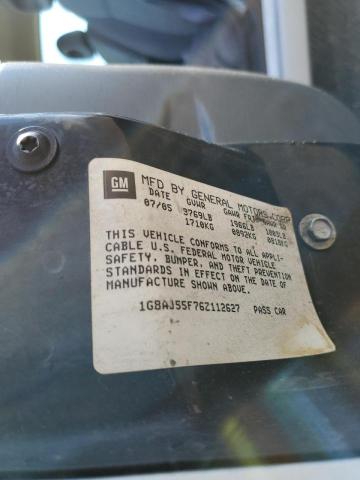 GM
MFD BY GENERAL MOTORS CORP
DATE GVWR GAWR FRT GAWR RR
07/05 3769LB 1966LB 1803LB
1710KG 0892KG 0818KG
THIS VEHICLE CONFORMS TO ALL APPLI-
CABLE U.S. FEDERAL MOTOR VEHICLE
SAFETY, BUMPER, AND THEFT PREVENTION
STANDARDS IN EFFECT ON THE DATE OF
MANUFACTURE SHOWN ABOVE.
1G8AJ55F76Z112627 PASS CAR